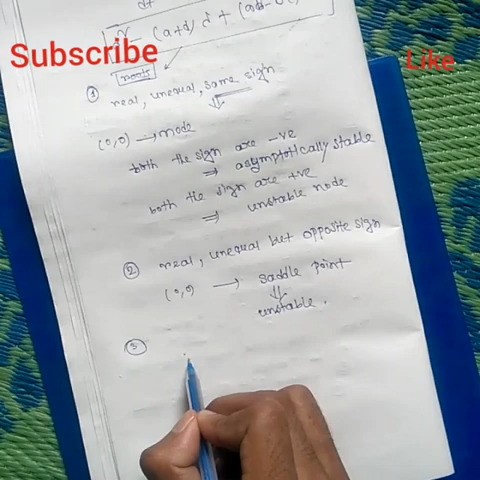 dt
λ² - (a+d) λ + (ad - bc)
Subscribe
Like
roots
① real, unequal, same sign
⇓
(0,0) → node
both the sign are -ve
⇒ asymptotically stable
both the sign are +ve
⇒ unstable node
② real, unequal but opposite sign
(0,0) → saddle point
⇓
unstable.
③